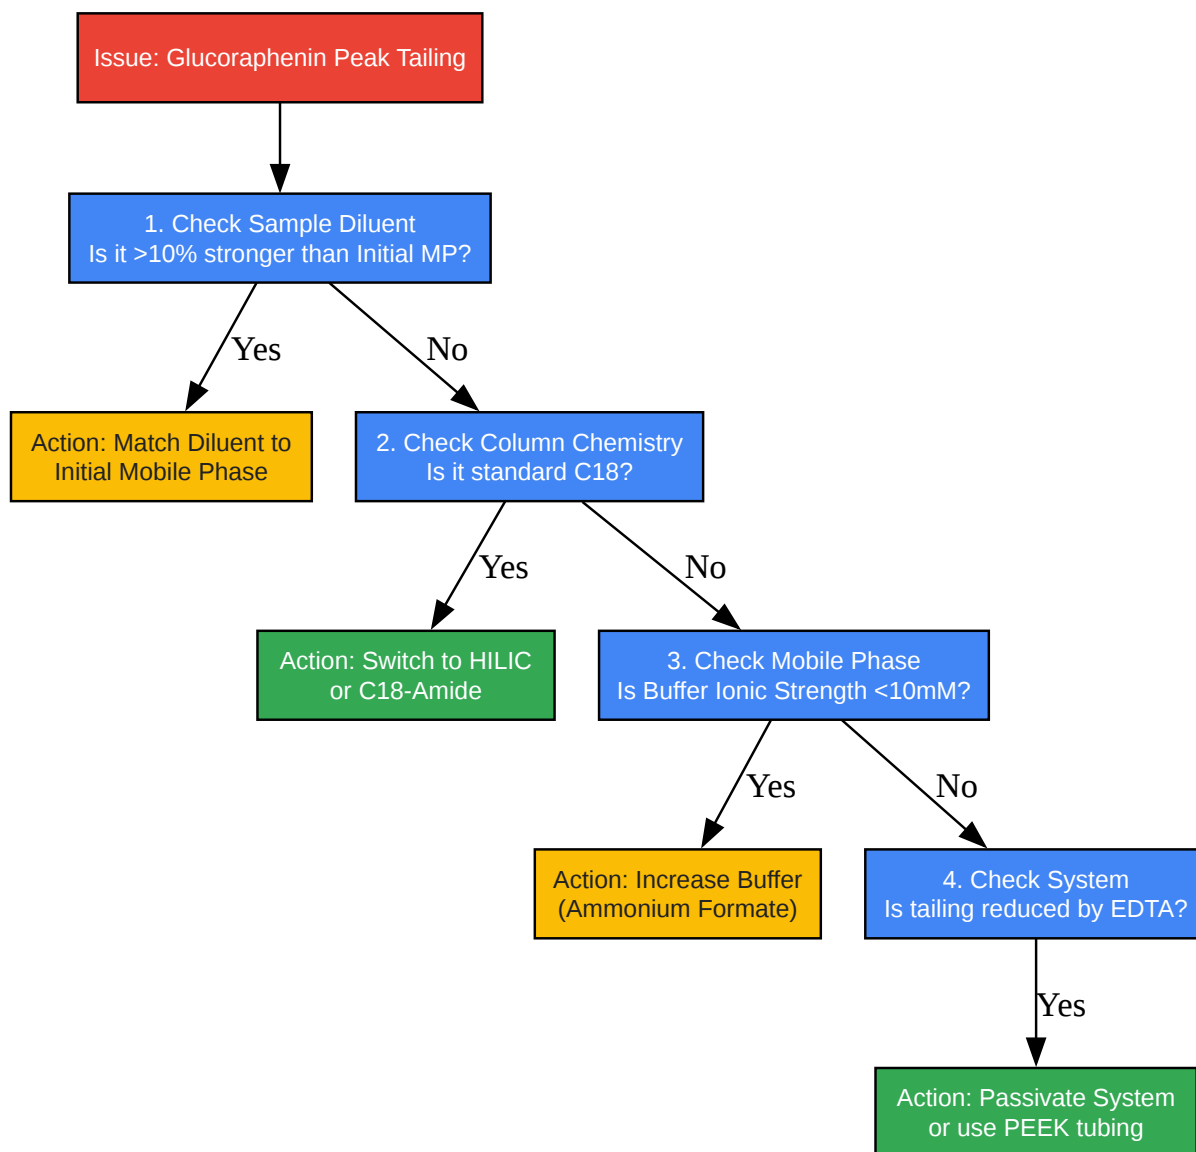 Issue: Glucoraphenin Peak Tailing
1. Check Sample Diluent
Is it >10% stronger than Initial MP?
Yes
No
Action: Match Diluent to
Initial Mobile Phase
2. Check Column Chemistry
Is it standard C18?
Yes
No
Action: Switch to HILIC
or C18-Amide
3. Check Mobile Phase
Is Buffer Ionic Strength <10mM?
Yes
No
Action: Increase Buffer
(Ammonium Formate)
4. Check System
Is tailing reduced by EDTA?
Yes
Action: Passivate System
or use PEEK tubing